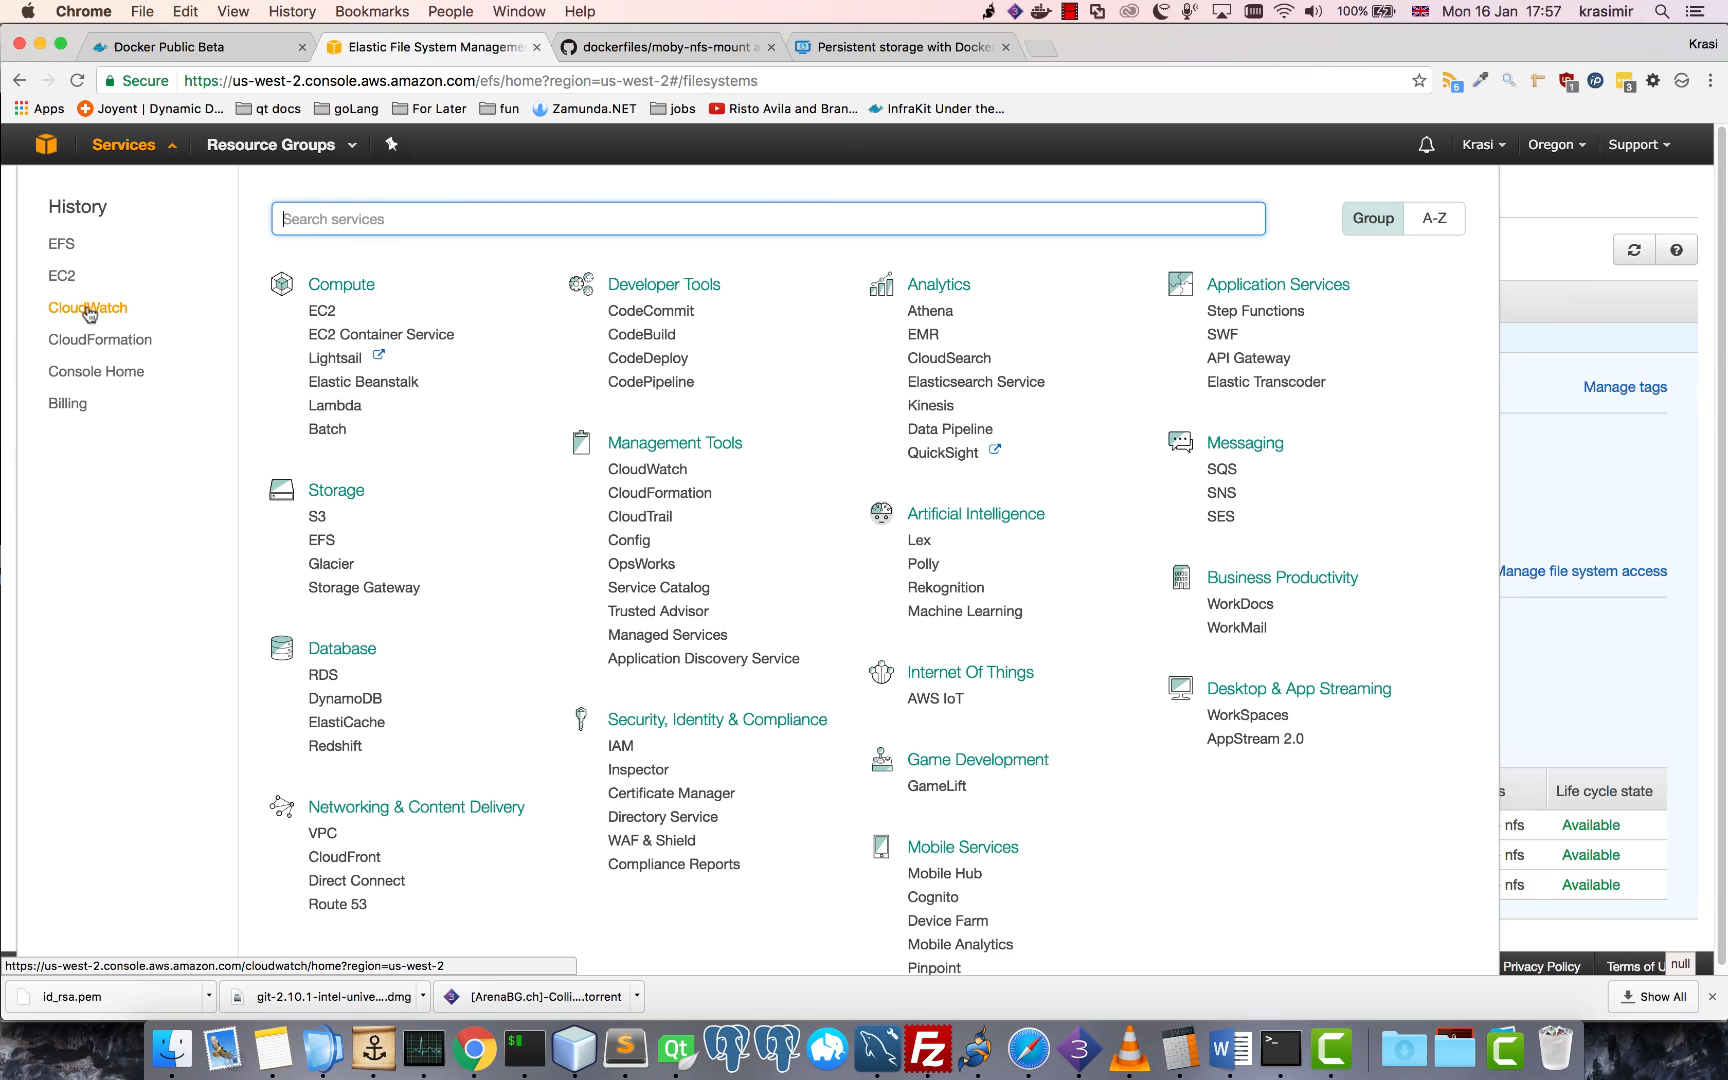 Chrome File Edit View History Bookmarks People Window Help 100% Mon 16 Jan 17:57 krasimir
Docker Public Beta Elastic File System Manageme dockerfiles/moby-nfs-mount a Persistent storage with Docke Krasi
Secure https://us-west-2.console.aws.amazon.com/efs/home?region=us-west-2#/filesystems 5 1 3
Apps Joyent | Dynamic D... qt docs goLang For Later fun Zamunda.NET jobs Risto Avila and Bran... InfraKit Under the...
Services Resource Groups Krasi Oregon Support
History
EFS
EC2
CloudWatch
CloudFormation
Console Home
Billing
Search services
Group A-Z
Compute
EC2
EC2 Container Service
Lightsail
Elastic Beanstalk
Lambda
Batch
Storage
S3
EFS
Glacier
Storage Gateway
Database
RDS
DynamoDB
ElastiCache
Redshift
Networking & Content Delivery
VPC
CloudFront
Direct Connect
Route 53
Developer Tools
CodeCommit
CodeBuild
CodeDeploy
CodePipeline
Management Tools
CloudWatch
CloudFormation
CloudTrail
Config
OpsWorks
Service Catalog
Trusted Advisor
Managed Services
Application Discovery Service
Security, Identity & Compliance
IAM
Inspector
Certificate Manager
Directory Service
WAF & Shield
Compliance Reports
Analytics
Athena
EMR
CloudSearch
Elasticsearch Service
Kinesis
Data Pipeline
QuickSight
Artificial Intelligence
Lex
Polly
Rekognition
Machine Learning
Internet Of Things
AWS IoT
Game Development
GameLift
Mobile Services
Mobile Hub
Cognito
Device Farm
Mobile Analytics
Pinpoint
Application Services
Step Functions
SWF
API Gateway
Elastic Transcoder
Messaging
SQS
SNS
SES
Business Productivity
WorkDocs
WorkMail
Desktop & App Streaming
WorkSpaces
AppStream 2.0
Manage tags
Manage file system access
s Life cycle state
nfs Available
nfs Available
nfs Available
Privacy Policy Terms of U null
https://us-west-2.console.aws.amazon.com/cloudwatch/home?region=us-west-2
id_rsa.pem git-2.10.1-intel-unive....dmg [ArenaBG.ch]-Colli....torrent Show All